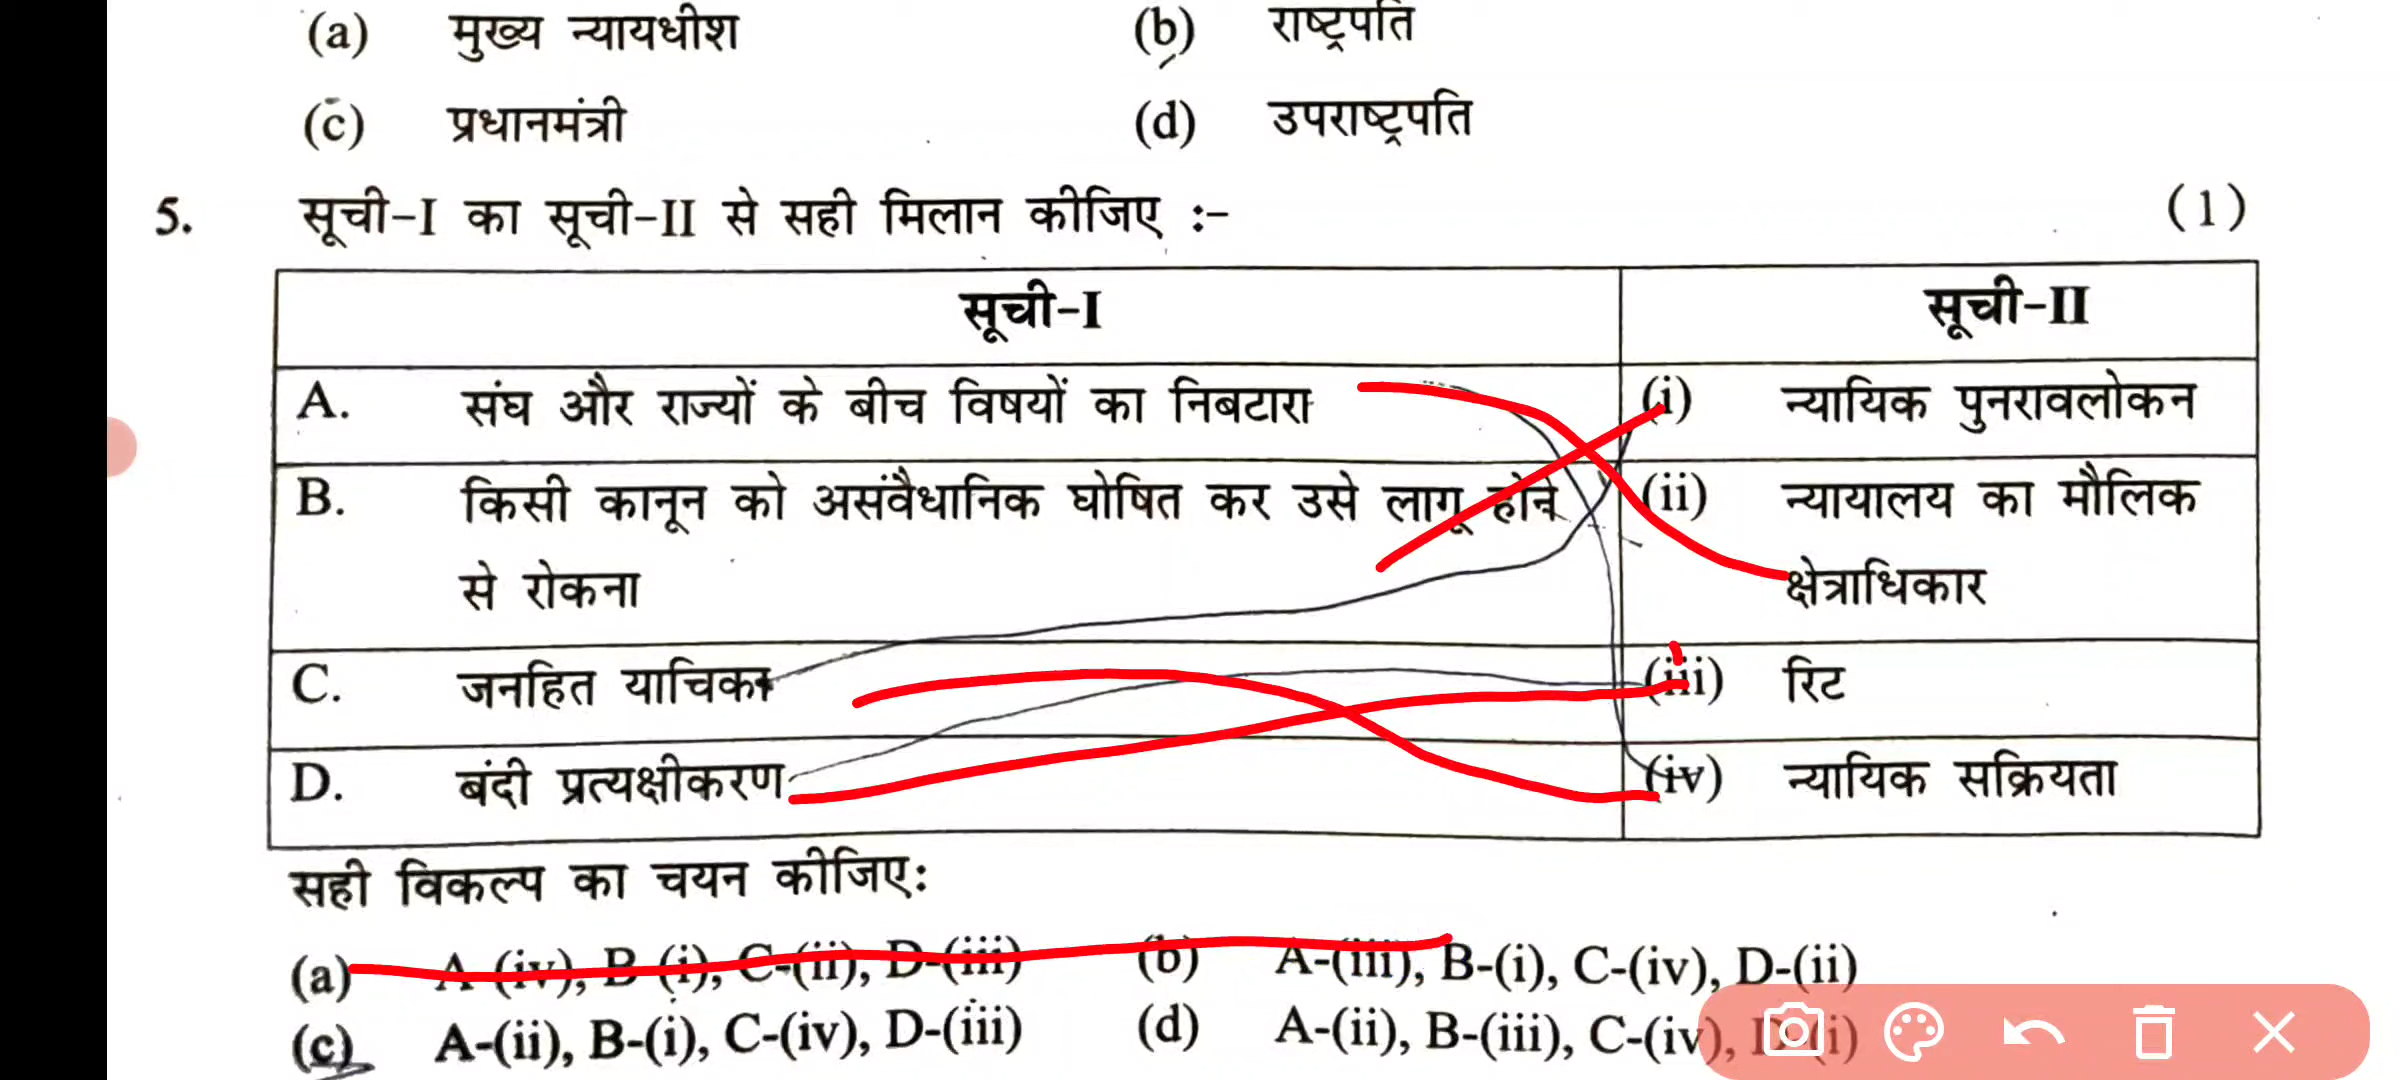 (a) मुख्य न्यायधीश (b) राष्ट्रपति
(c) प्रधानमंत्री (d) उपराष्ट्रपति
5. सूची-I का सूची-II से सही मिलान कीजिए :- (1)
सूची-I सूची-II
A. संघ और राज्यों के बीच विषयों का निबटारा (i) न्यायिक पुनरावलोकन
B. किसी कानून को असंवैधानिक घोषित कर उसे लागू होने (ii) न्यायालय का मौलिक
से रोकना क्षेत्राधिकार
C. जनहित याचिका (iii) रिट
D. बंदी प्रत्यक्षीकरण (iv) न्यायिक सक्रियता
सही विकल्प का चयन कीजिए:
(a) A-(iv), B-(i), C-(ii), D-(iii) (b) A-(iii), B-(i), C-(iv), D-(ii)
(c) A-(ii), B-(i), C-(iv), D-(iii) (d) A-(ii), B-(iii), C-(iv), D-(i)